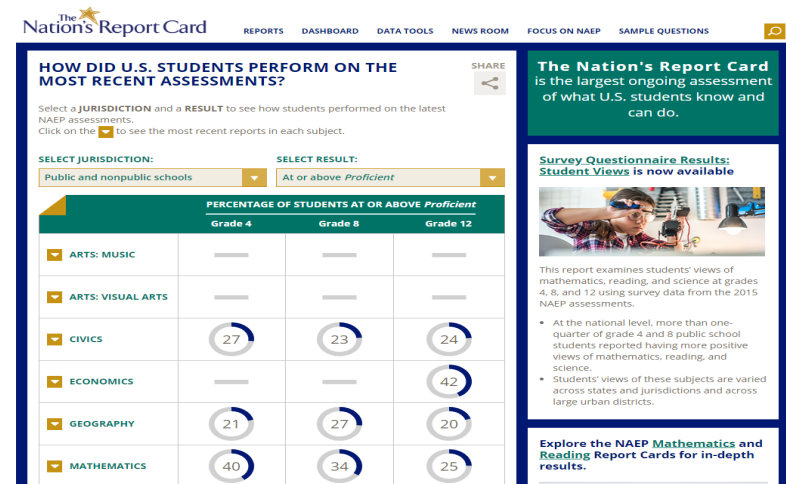 The
Nation's Report Card
REPORTS DASHBOARD DATA TOOLS NEWS ROOM FOCUS ON NAEP SAMPLE QUESTIONS
HOW DID U.S. STUDENTS PERFORM ON THE
MOST RECENT ASSESSMENTS?
SHARE
Select a JURISDICTION and a RESULT to see how students performed on the latest
NAEP assessments.
Click on the to see the most recent reports in each subject.
SELECT JURISDICTION: SELECT RESULT:
Public and nonpublic schools At or above Proficient
PERCENTAGE OF STUDENTS AT OR ABOVE Proficient
Grade 4 Grade 8 Grade 12
ARTS: MUSIC
ARTS: VISUAL ARTS
CIVICS 27 23 24
ECONOMICS 42
GEOGRAPHY 21 27 20
MATHEMATICS 40 34 25
The Nation's Report Card
is the largest ongoing assessment
of what U.S. students know and
can do.
Survey Questionnaire Results:
Student Views is now available
This report examines students' views of
mathematics, reading, and science at grades
4, 8, and 12 using survey data from the 2015
NAEP assessments.
• At the national level, more than one-
quarter of grade 4 and 8 public school
students reported having more positive
views of mathematics, reading, and
science.
• Students' views of these subjects are varied
across states and jurisdictions and across
large urban districts.
Explore the NAEP Mathematics and
Reading Report Cards for in-depth
results.